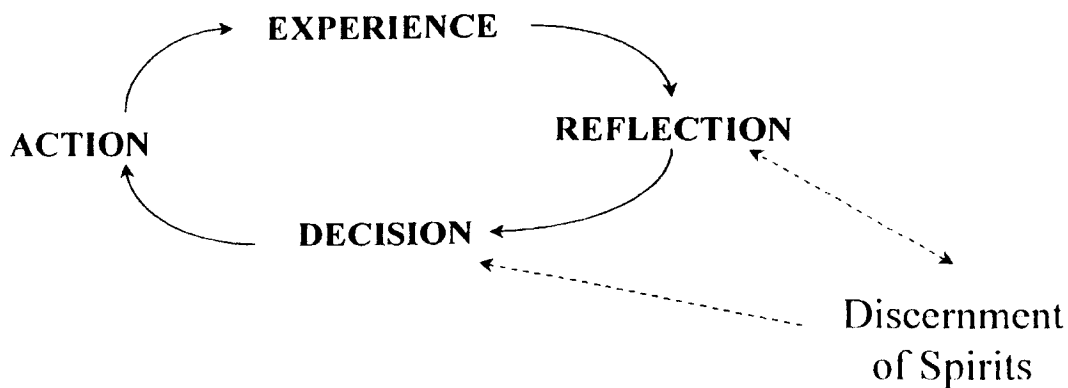 EXPERIENCE
REFLECTION
ACTION
DECISION
Discernment
of Spirits